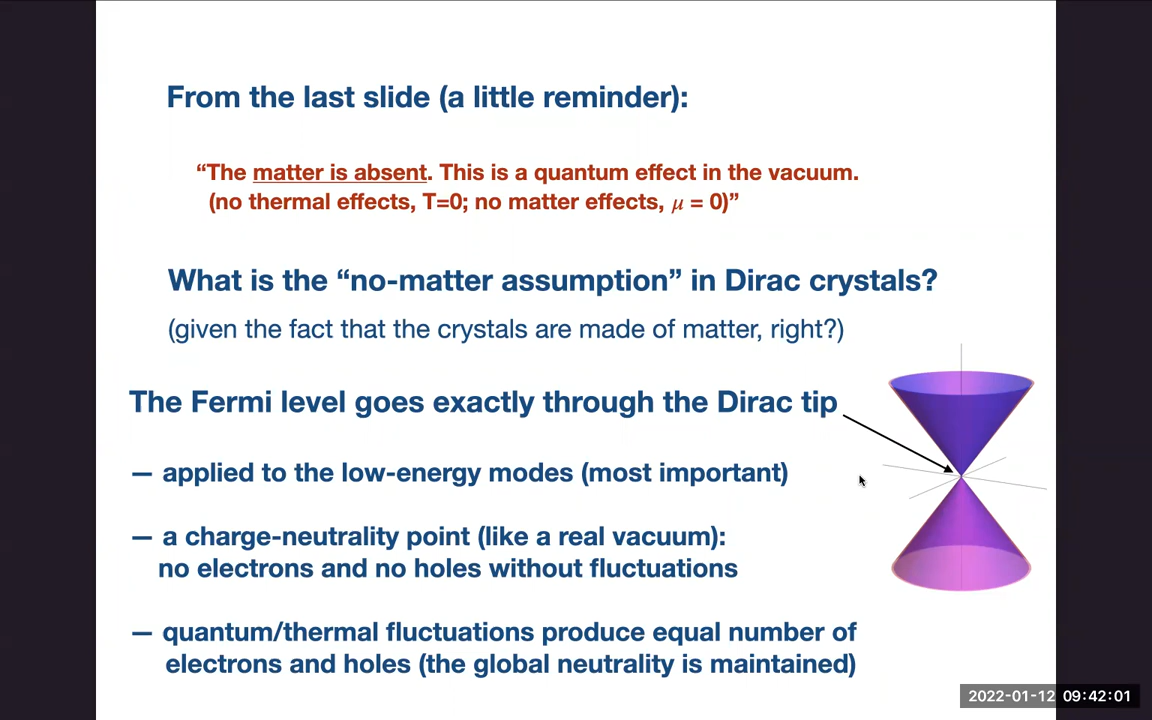 From the last slide (a little reminder):
“The matter is absent. This is a quantum effect in the vacuum.
(no thermal effects, T=0; no matter effects, μ = 0)”
What is the “no-matter assumption” in Dirac crystals?
(given the fact that the crystals are made of matter, right?)
The Fermi level goes exactly through the Dirac tip
— applied to the low-energy modes (most important)
— a charge-neutrality point (like a real vacuum):
no electrons and no holes without fluctuations
— quantum/thermal fluctuations produce equal number of
electrons and holes (the global neutrality is maintained)
2022-01-12 09:42:01